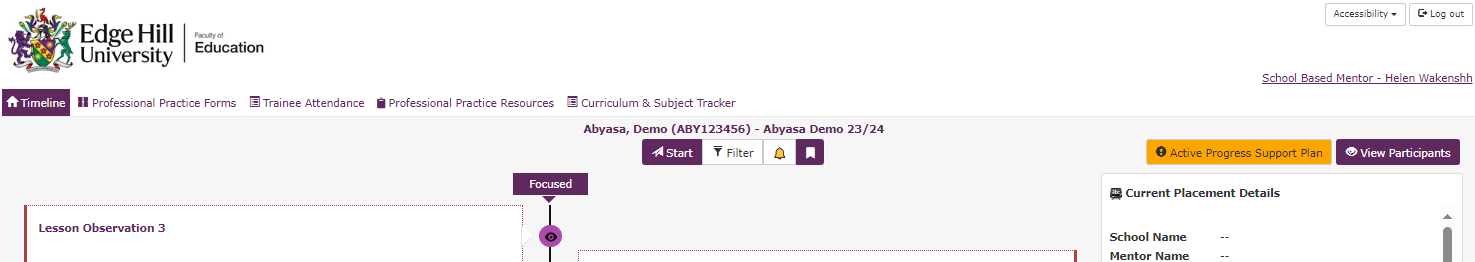 Accessibility
Log out
Edge Hill
University
Faculty of
Education
School Based Mentor - Helen Wakenshh
Timeline
Professional Practice Forms
Trainee Attendance
Professional Practice Resources
Curriculum & Subject Tracker
Abyasa, Demo (ABY123456) - Abyasa Demo 23/24
Start
Filter
Active Progress Support Plan
View Participants
Focused
Current Placement Details
Lesson Observation 3
School Name --
Mentor Name --